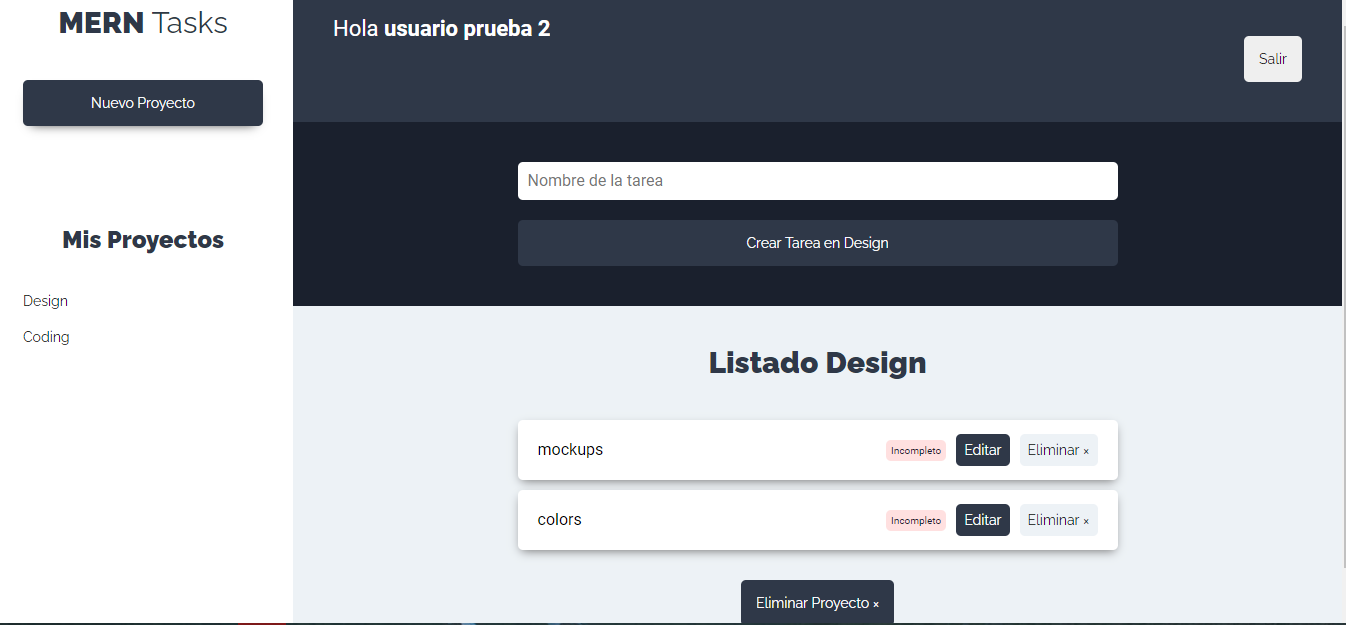 MERN Tasks
Nuevo Proyecto
Mis Proyectos
Design
Coding
Hola usuario prueba 2
Salir
Nombre de la tarea
Crear Tarea en Design
Listado Design
mockups
Incompleto
Editar
Eliminar ×
colors
Incompleto
Editar
Eliminar ×
Eliminar Proyecto ×